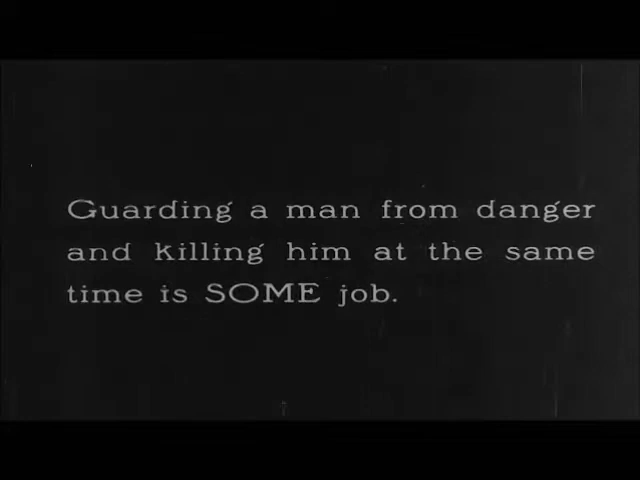 Guarding a man from danger
and killing him at the same
time is SOME job.